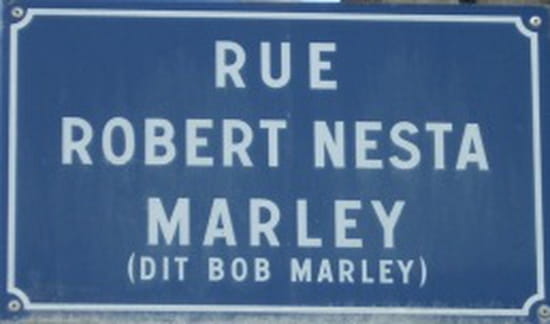 RUE
ROBERT NESTA
MARLEY
(DIT BOB MARLEY)